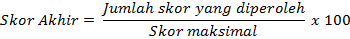 Skor Akhir = Jumlah skor yang diperoleh / Skor maksimal x 100